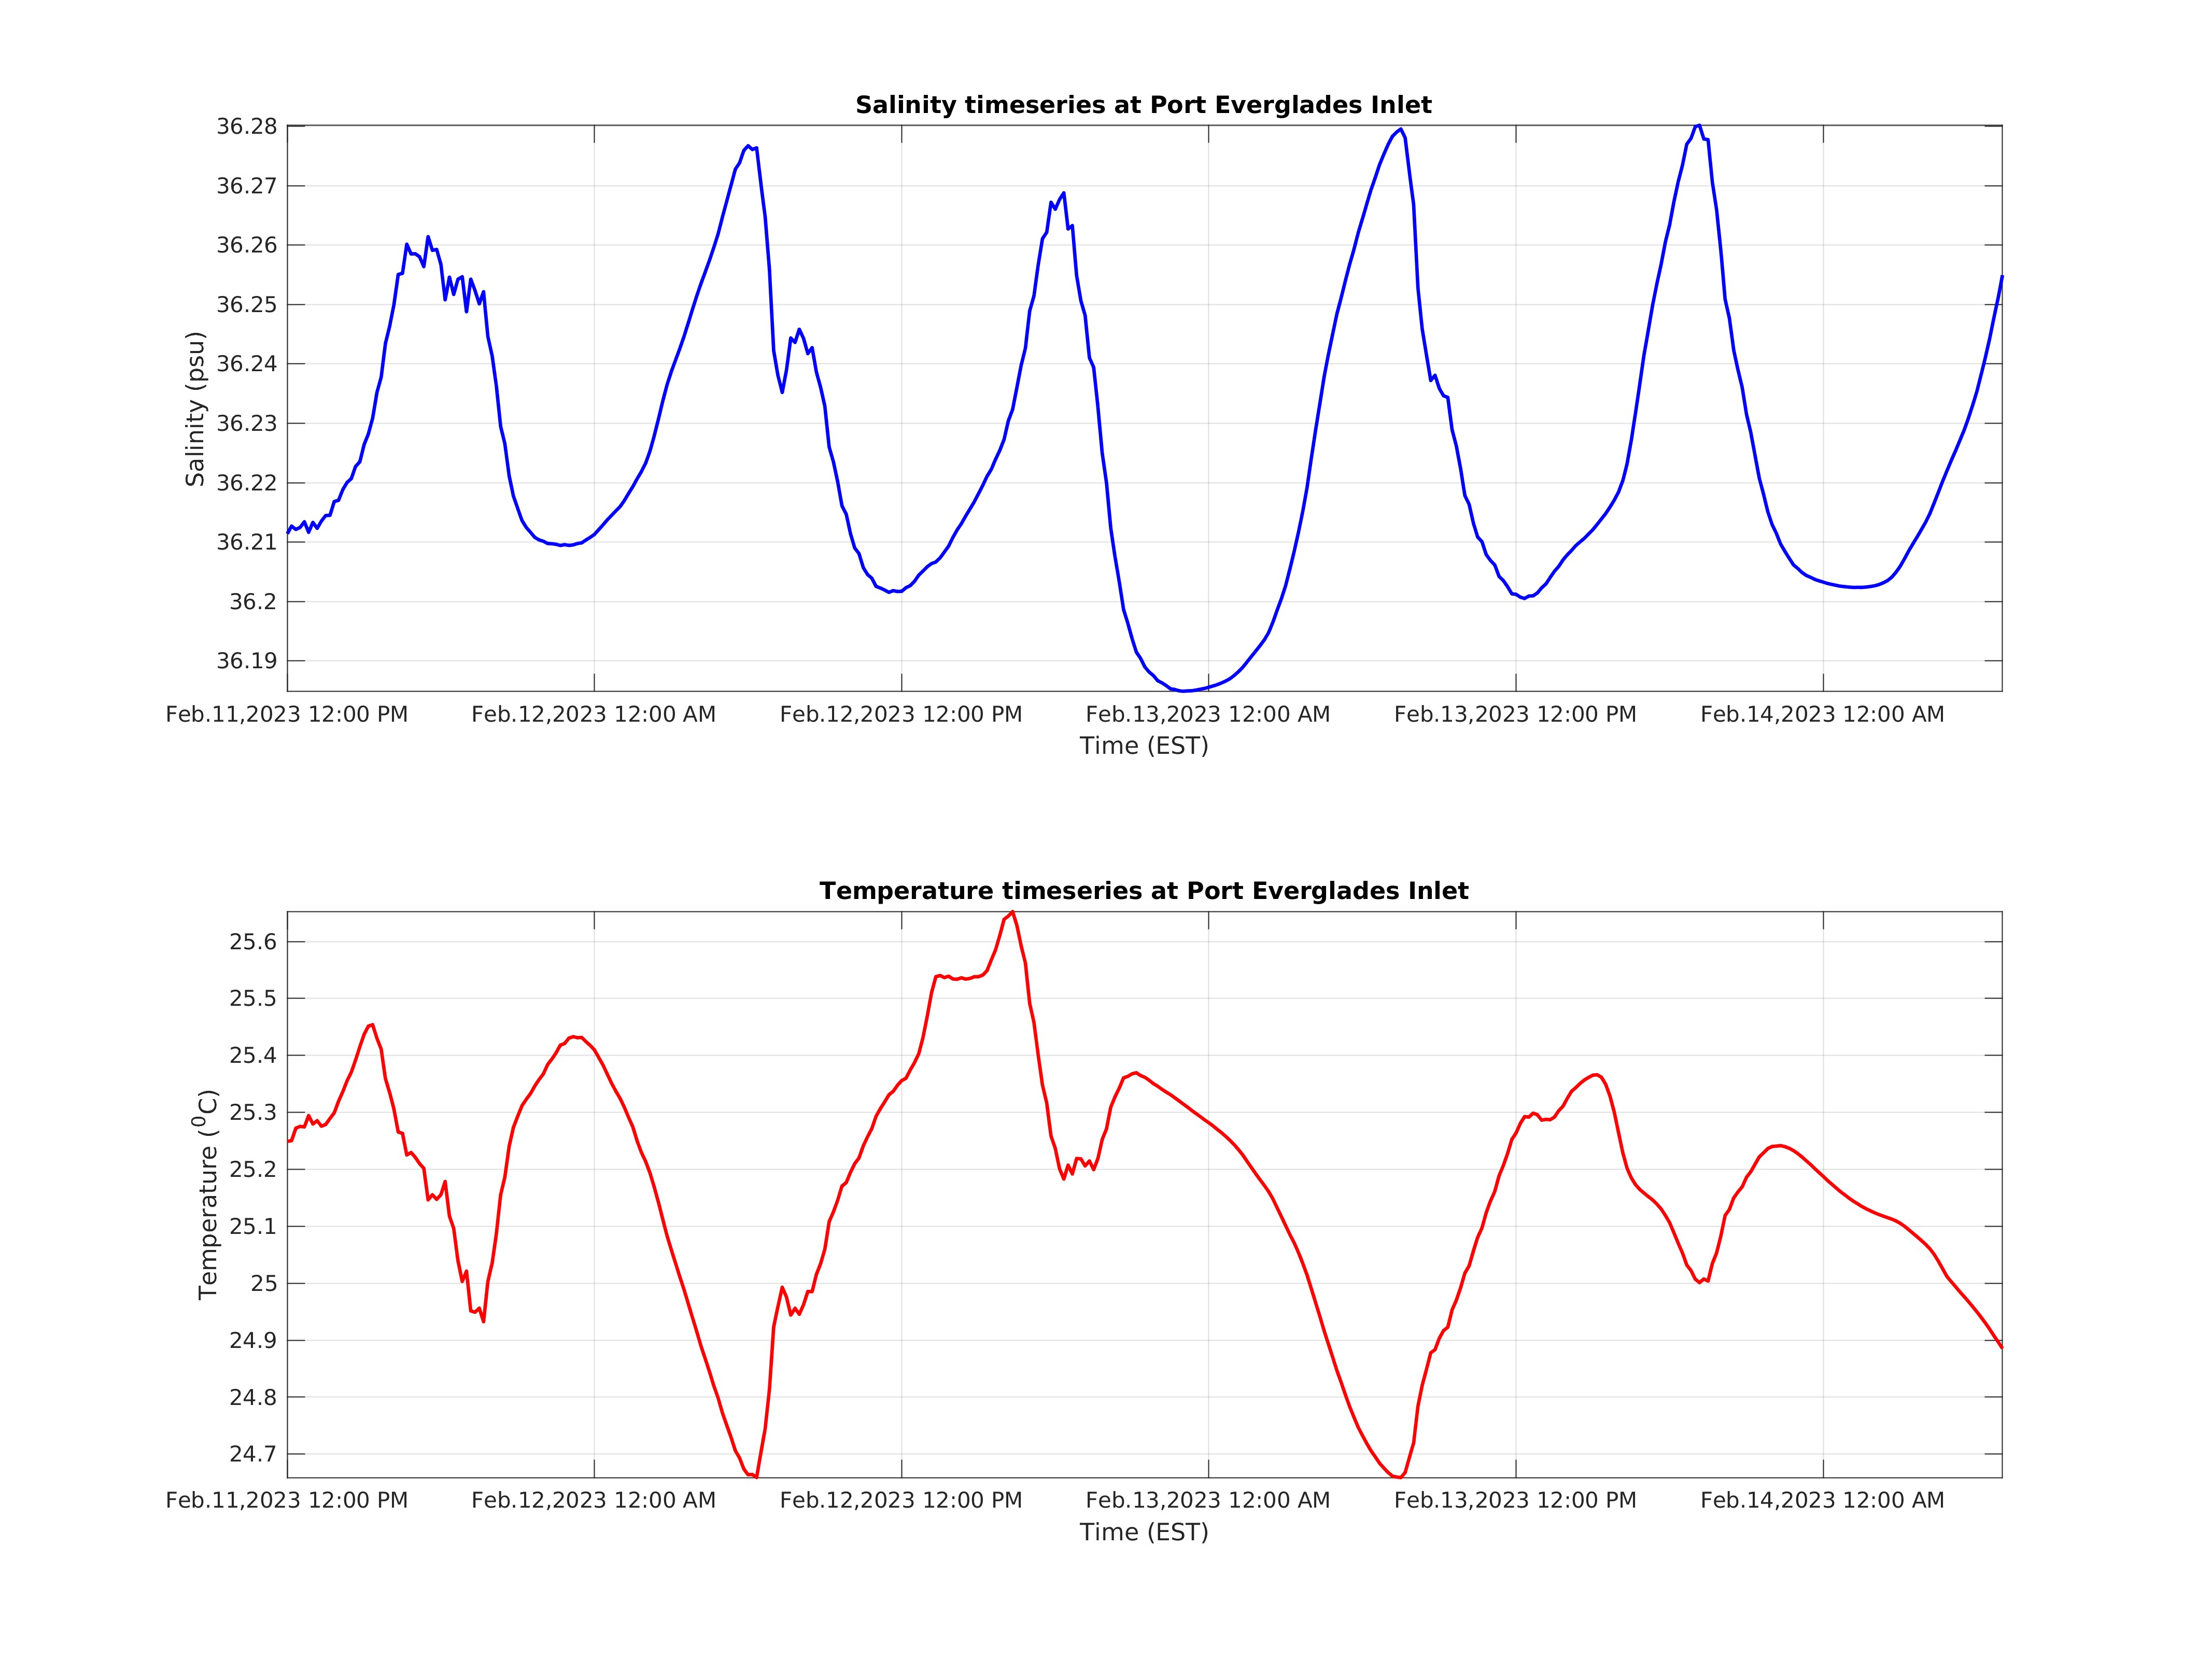 Salinity timeseries at Port Everglades Inlet
36.28
36.27
36.26
36.25
36.24
36.23
36.22
36.21
36.2
36.19
Salinity (psu)
Feb.11,2023 12:00 PM Feb.12,2023 12:00 AM Feb.12,2023 12:00 PM Feb.13,2023 12:00 AM Feb.13,2023 12:00 PM Feb.14,2023 12:00 AM
Time (EST)
Temperature timeseries at Port Everglades Inlet
25.6
25.5
25.4
25.3
25.2
25.1
25
24.9
24.8
24.7
Temperature (⁰C)
Feb.11,2023 12:00 PM Feb.12,2023 12:00 AM Feb.12,2023 12:00 PM Feb.13,2023 12:00 AM Feb.13,2023 12:00 PM Feb.14,2023 12:00 AM
Time (EST)